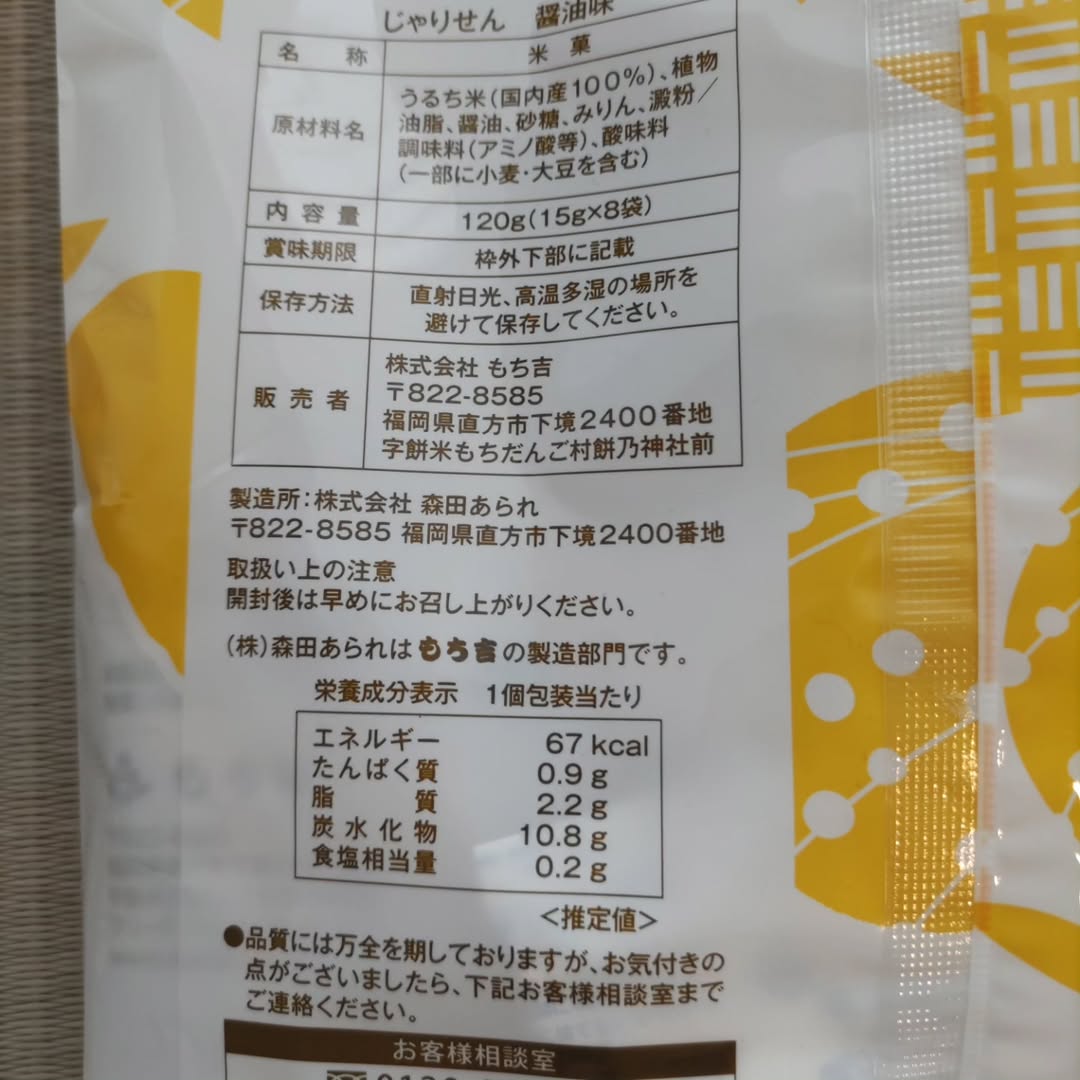 じゃりせん 醤油味
名称 米菓
原材料名 うるち米(国内産100%)、植物
油脂、醤油、砂糖、みりん、澱粉/
調味料(アミノ酸等)、酸味料
(一部に小麦・大豆を含む)
内容量 120g(15g×8袋)
賞味期限 枠外下部に記載
保存方法 直射日光、高温多湿の場所を
避けて保存してください。
販売者 株式会社 もち吉
〒822-8585
福岡県直方市下境2400番地
字餅米もちだんご村餅乃神社前
製造所:株式会社 森田あられ
〒822-8585 福岡県直方市下境2400番地
取扱い上の注意
開封後は早めにお召し上がりください。
(株)森田あられはもち吉の製造部門です。
栄養成分表示 1個包装当たり
エネルギー 67kcal
たんぱく質 0.9g
脂質 2.2g
炭水化物 10.8g
食塩相当量 0.2g
<推定値>
●品質には万全を期しておりますが、お気付きの
点がございましたら、下記お客様相談室まで
ご連絡ください。
お客様相談室